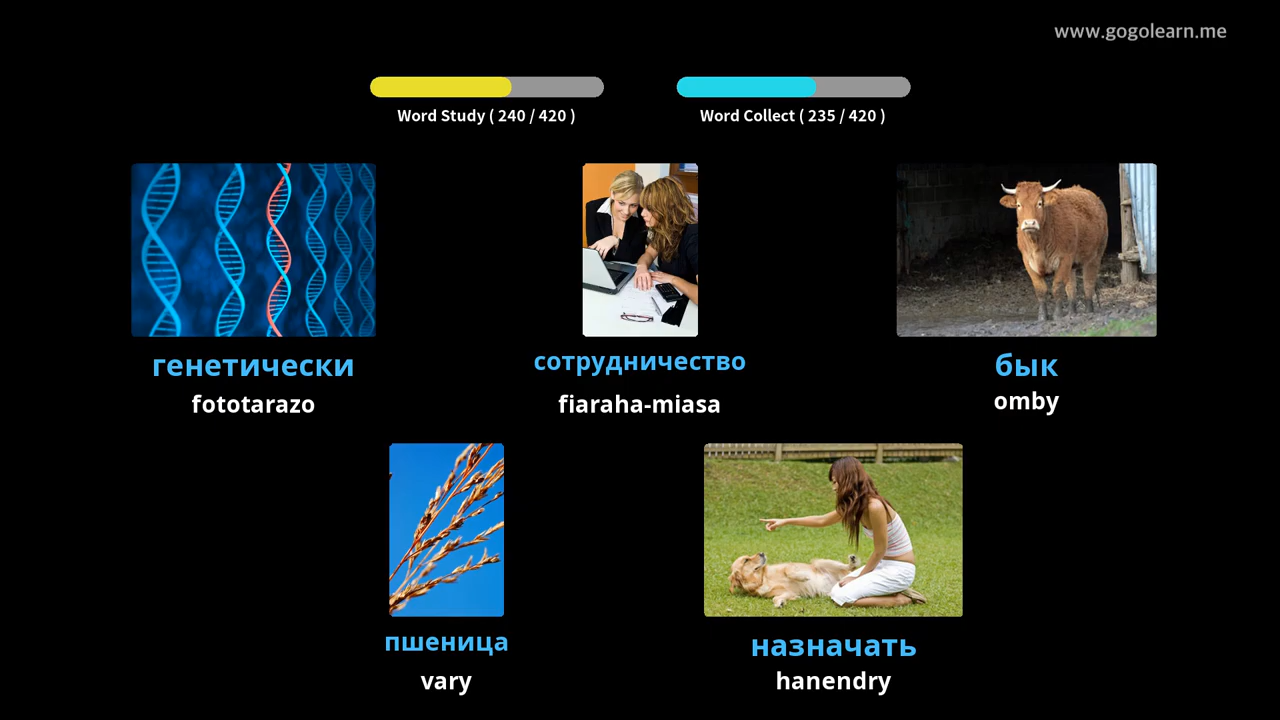 www.gogolearn.me
Word Study ( 240 / 420 )
Word Collect ( 235 / 420 )
генетически
fototarazo
сотрудничество
fiaraha-miasa
бык
omby
пшеница
vary
назначать
hanendry